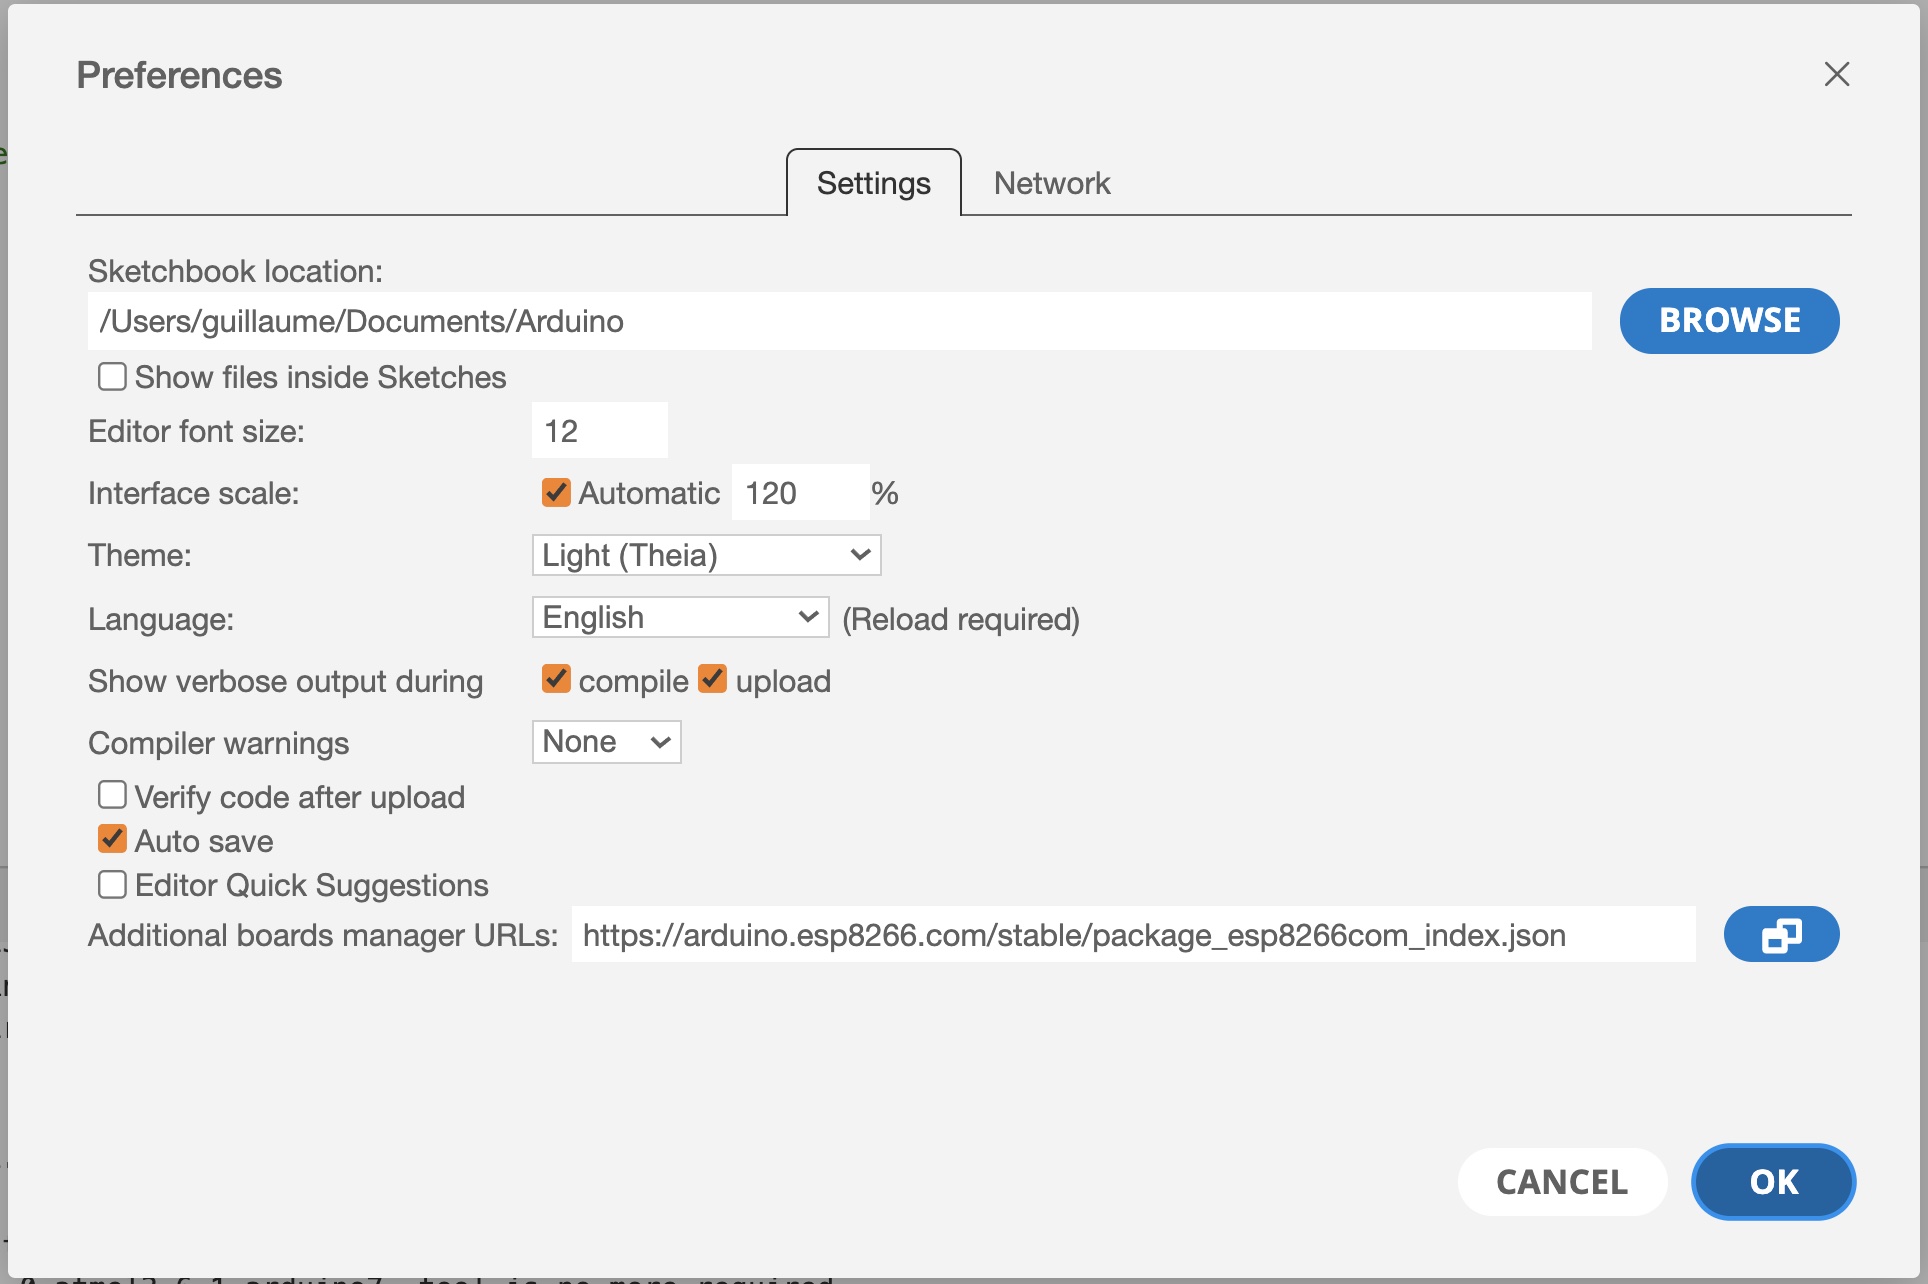 Preferences
Settings Network
Sketchbook location:
/Users/guillaume/Documents/Arduino
BROWSE
Show files inside Sketches
Editor font size: 12
Interface scale: Automatic 120 %
Theme: Light (Theia)
Language: English (Reload required)
Show verbose output during compile upload
Compiler warnings None
Verify code after upload
Auto save
Editor Quick Suggestions
Additional boards manager URLs: https://arduino.esp8266.com/stable/package_esp8266com_index.json
CANCEL OK